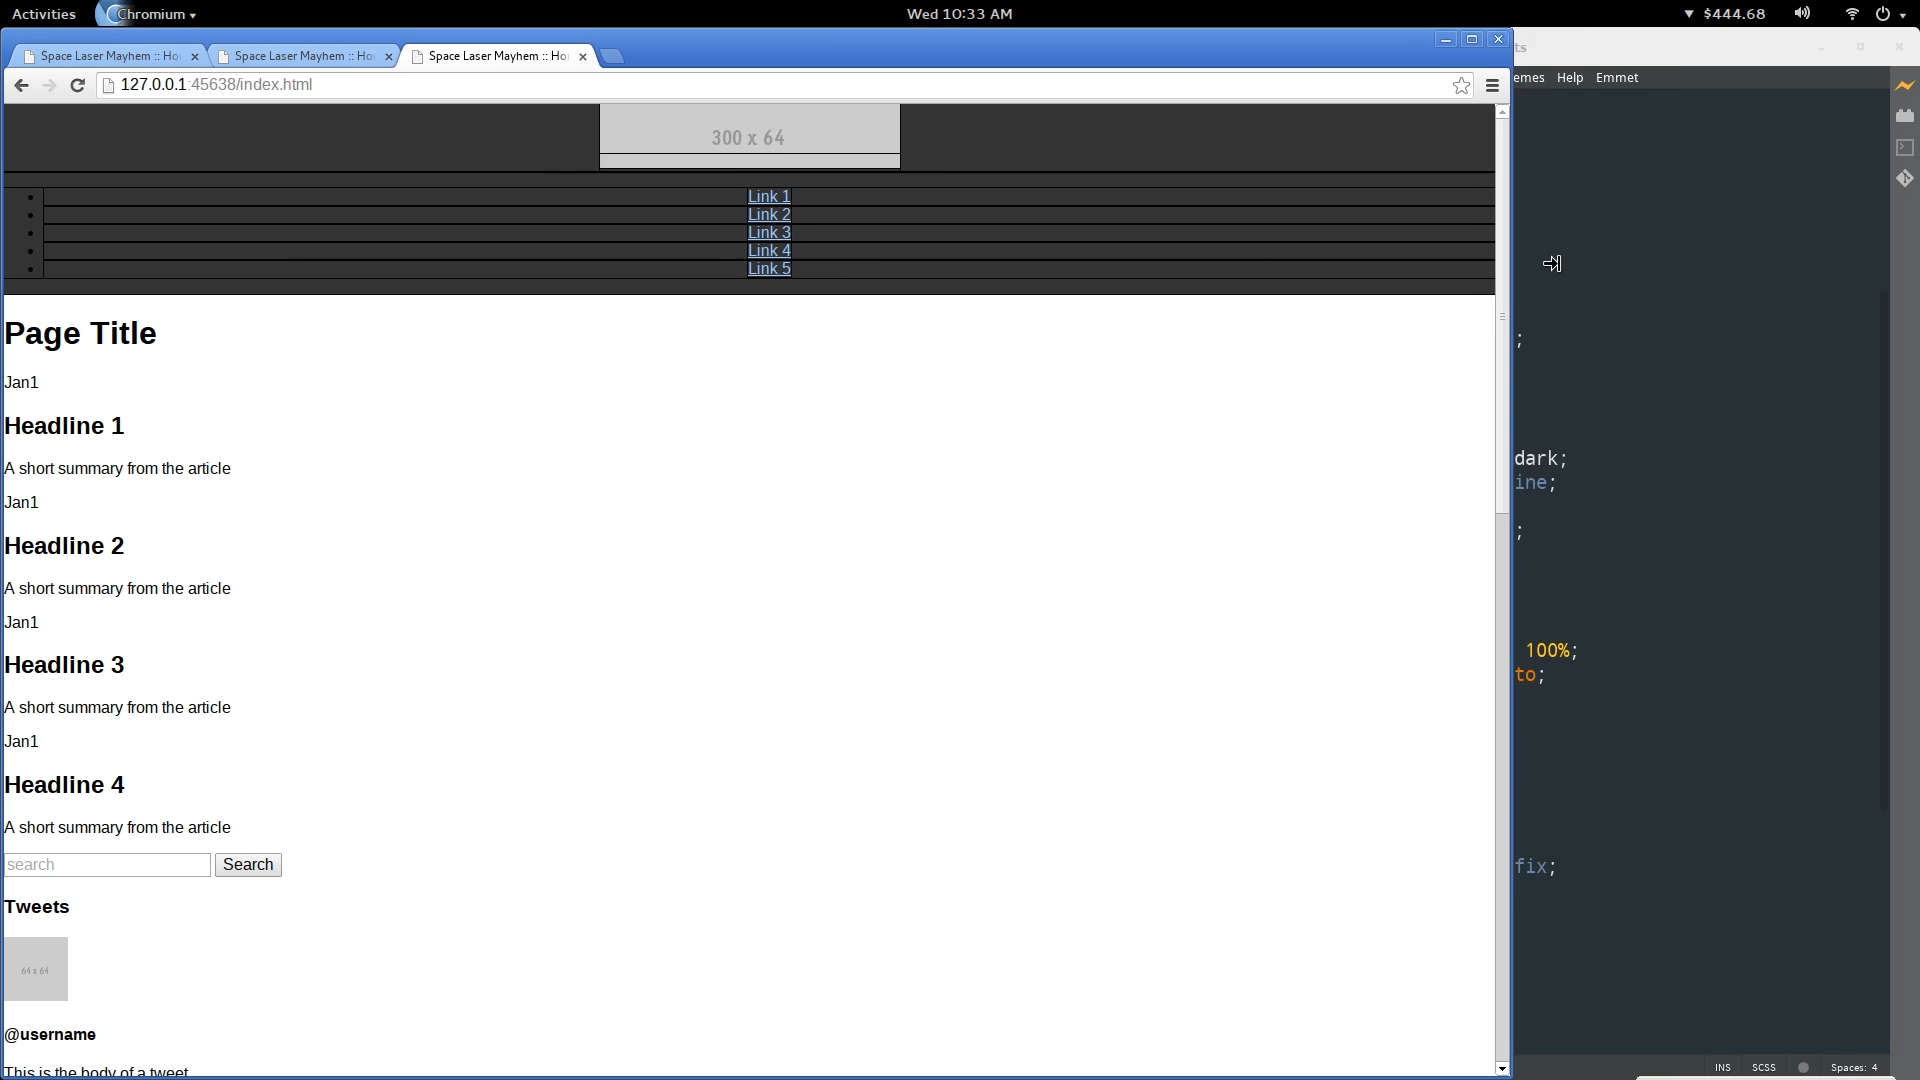 Activities Chromium Wed 10:33 AM $444.68
ts
Space Laser Mayhem :: Ho Space Laser Mayhem :: Ho Space Laser Mayhem :: Ho
emes Help Emmet
127.0.0.1:45638/index.html
300 x 64
Link 1
Link 2
Link 3
Link 4
Link 5
Page Title
;
Jan1
Headline 1
dark;
A short summary from the article
ine;
Jan1
;
Headline 2
A short summary from the article
Jan1
100%;
Headline 3
to;
A short summary from the article
Jan1
Headline 4
A short summary from the article
search Search
fix;
Tweets
64 x 64
@username
This is the body of a tweet
INS SCSS Spaces: 4